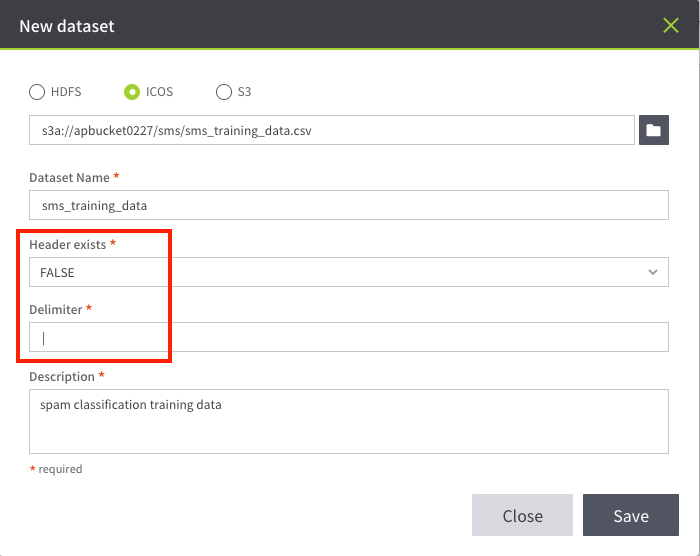 New dataset
HDFS ICOS S3
s3a://apbucket0227/sms/sms_training_data.csv
Dataset Name *
sms_training_data
Header exists *
FALSE
Delimiter *
|
Description *
spam classification training data
* required
Close Save